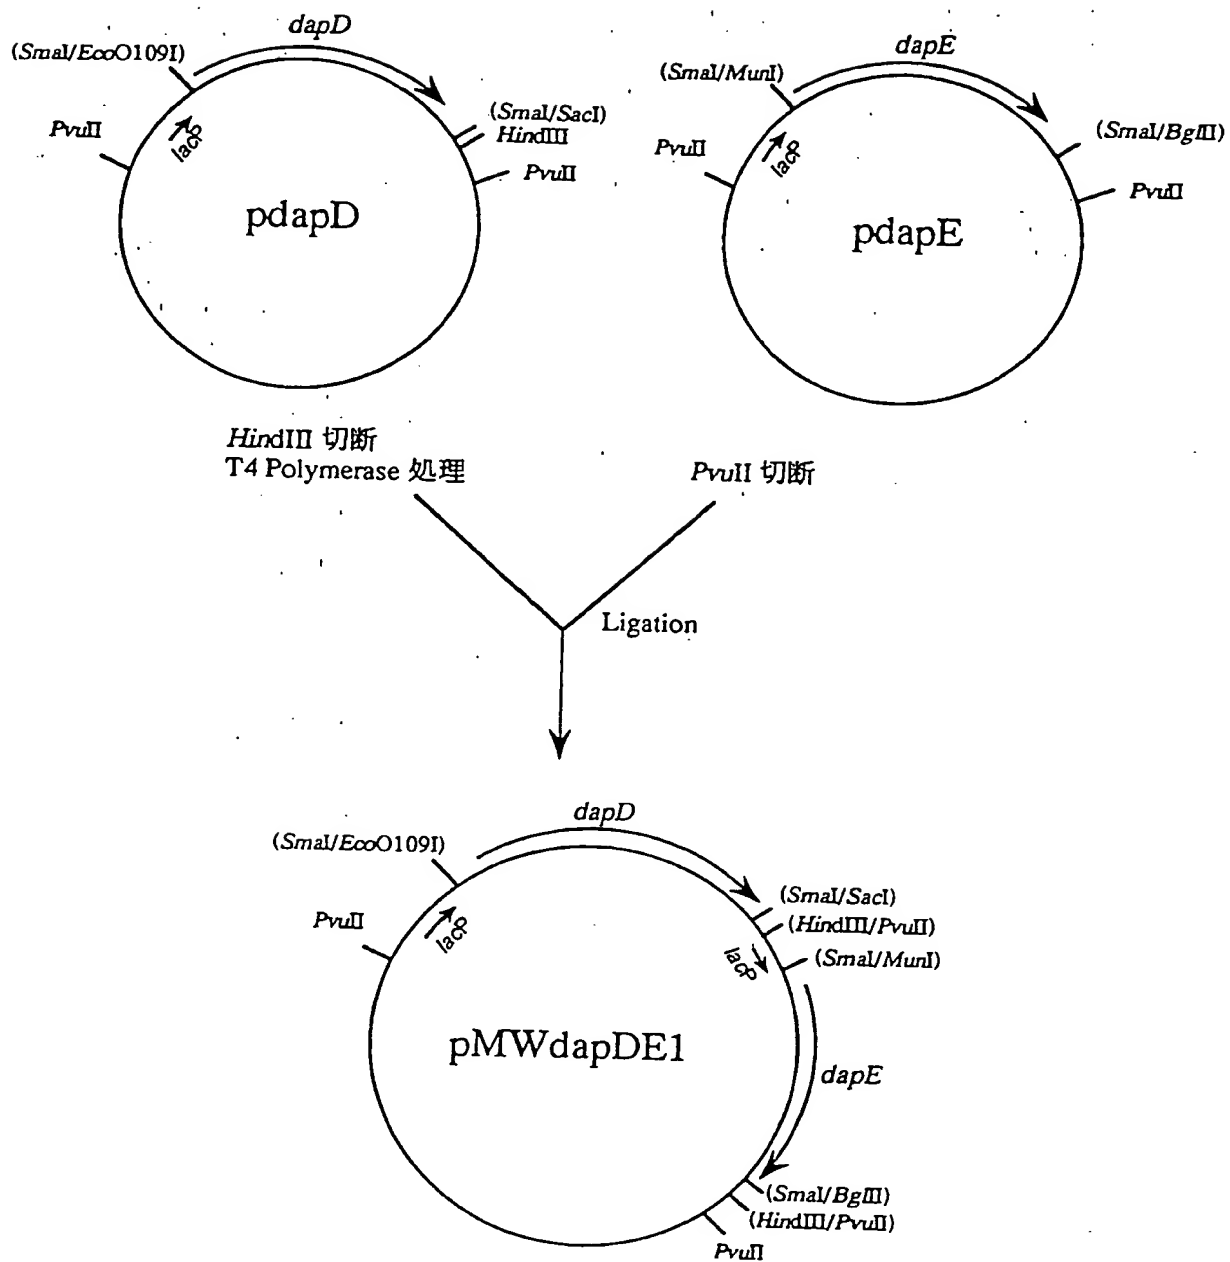 dapD
(SmaI/EcoO109I)
(SmaI/SacI)
HindIII
PvuII
lacP
PvuII
pdapD
dapE
(SmaI/MunI)
(SmaI/BglII)
PvuII
lacP
PvuII
pdapE
HindIII 切断
T4 Polymerase 処理
PvuII 切断
Ligation
dapD
(SmaI/EcoO109I)
(SmaI/SacI)
(HindIII/PvuII)
PvuII
lacP
lacP
(SmaI/MunI)
pMWdapDE1
dapE
(SmaI/BglII)
(HindIII/PvuII)
PvuII